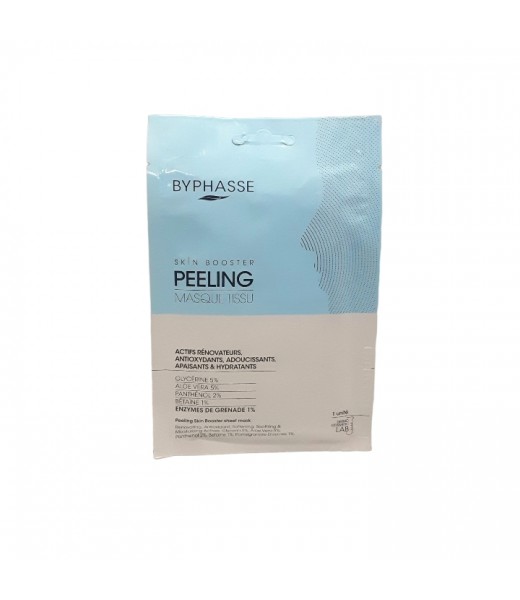 BYPHASSE
SKIN BOOSTER
PEELING
MASQUE TISSU
ACTIFS RÉNOVATEURS,
ANTIOXYDANTS, ADOUCISSANTS,
APAISANTS & HYDRATANTS
GLYCÉRINE 5%
ALOE VERA 5%
PANTHÉNOL 2%
BÉTAÏNE 1%
ENZYMES DE GRENADE 1%
Peeling Skin Booster sheet mask
1 unité
LAB